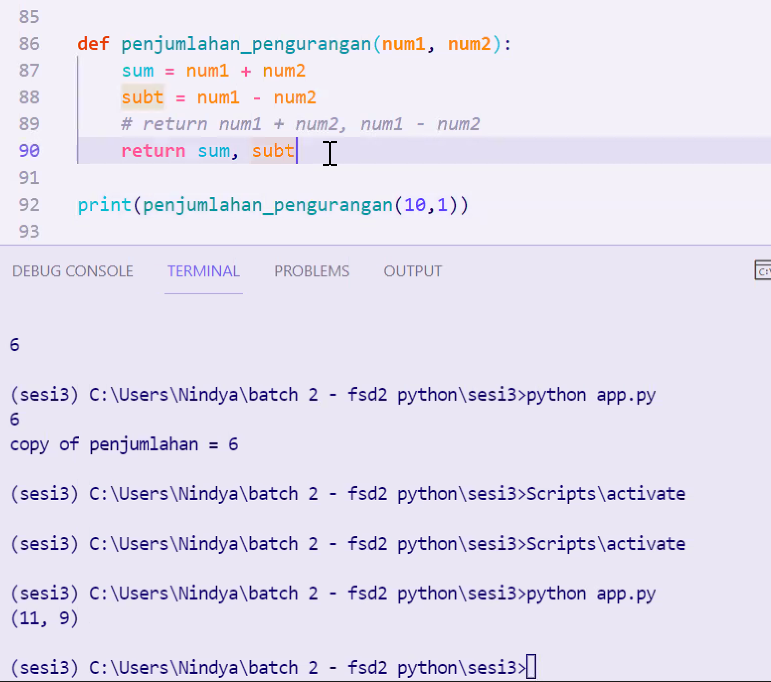 85
86 def penjumlahan_pengurangan(num1, num2):
87 sum = num1 + num2
88 subt = num1 - num2
89 # return num1 + num2, num1 - num2
90 return sum, subt
91
92 print(penjumlahan_pengurangan(10,1))
93
DEBUG CONSOLE TERMINAL PROBLEMS OUTPUT
6
(sesi3) C:\Users\Nindya\batch 2 - fsd2 python\sesi3>python app.py
6
copy of penjumlahan = 6
(sesi3) C:\Users\Nindya\batch 2 - fsd2 python\sesi3>Scripts\activate
(sesi3) C:\Users\Nindya\batch 2 - fsd2 python\sesi3>Scripts\activate
(sesi3) C:\Users\Nindya\batch 2 - fsd2 python\sesi3>python app.py
(11, 9)
(sesi3) C:\Users\Nindya\batch 2 - fsd2 python\sesi3>